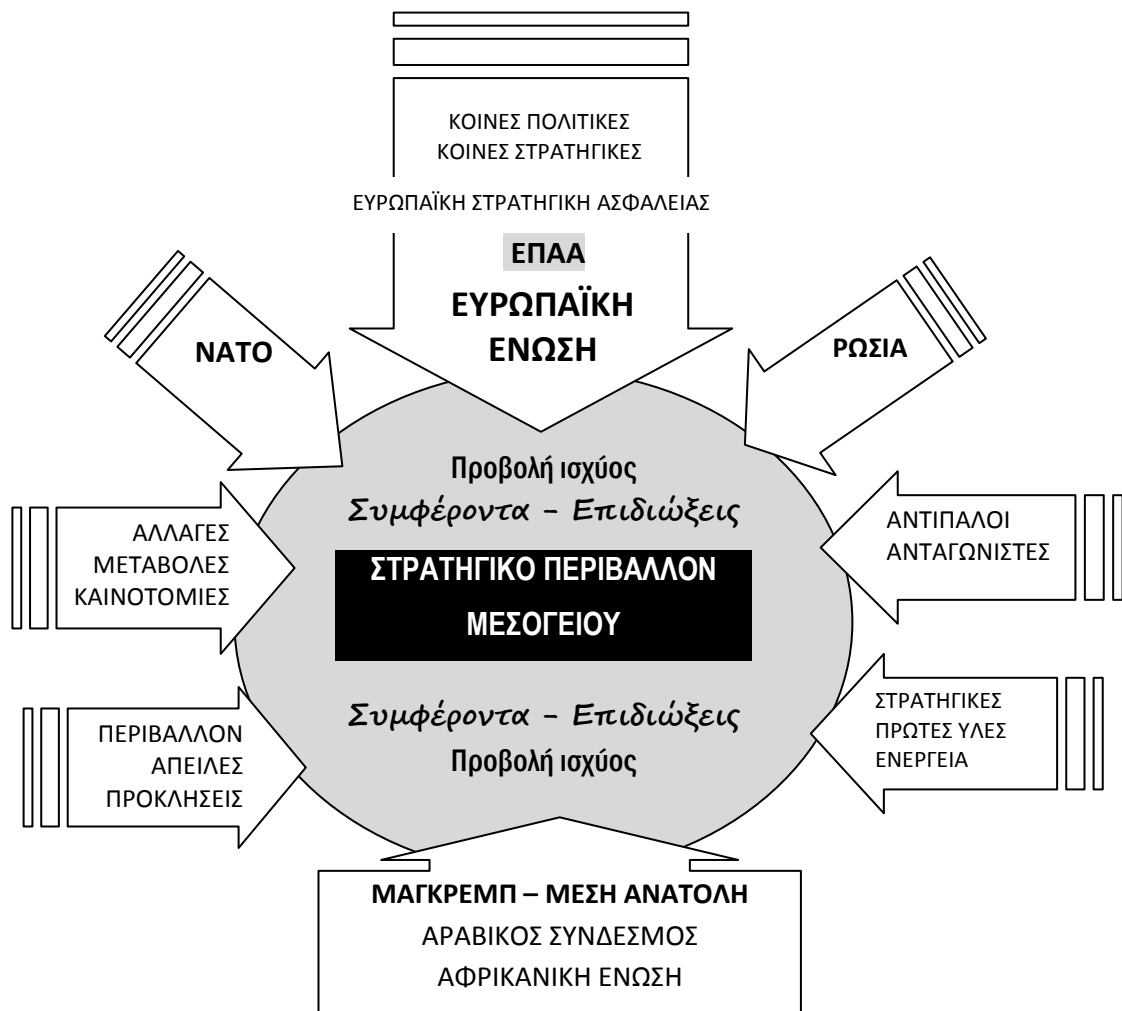 ΚΟΙΝΕΣ ΠΟΛΙΤΙΚΕΣ
ΚΟΙΝΕΣ ΣΤΡΑΤΗΓΙΚΕΣ
ΕΥΡΩΠΑΪΚΗ ΣΤΡΑΤΗΓΙΚΗ ΑΣΦΑΛΕΙΑΣ
ΕΠΑΑ
ΕΥΡΩΠΑΪΚΗ
ΕΝΩΣΗ
ΝΑΤΟ
ΡΩΣΙΑ
Προβολή ισχύος
Συμφέροντα – Επιδιώξεις
ΑΛΛΑΓΕΣ
ΜΕΤΑΒΟΛΕΣ
ΚΑΙΝΟΤΟΜΙΕΣ
ΑΝΤΙΠΑΛΟΙ
ΑΝΤΑΓΩΝΙΣΤΕΣ
ΣΤΡΑΤΗΓΙΚΟ ΠΕΡΙΒΑΛΛΟΝ
ΜΕΣΟΓΕΙΟΥ
ΠΕΡΙΒΑΛΛΟΝ
ΑΠΕΙΛΕΣ
ΠΡΟΚΛΗΣΕΙΣ
ΣΤΡΑΤΗΓΙΚΕΣ
ΠΡΩΤΕΣ ΥΛΕΣ
ΕΝΕΡΓΕΙΑ
Συμφέροντα – Επιδιώξεις
Προβολή ισχύος
ΜΑΓΚΡΕΜΠ – ΜΕΣΗ ΑΝΑΤΟΛΗ
ΑΡΑΒΙΚΟΣ ΣΥΝΔΕΣΜΟΣ
ΑΦΡΙΚΑΝΙΚΗ ΕΝΩΣΗ